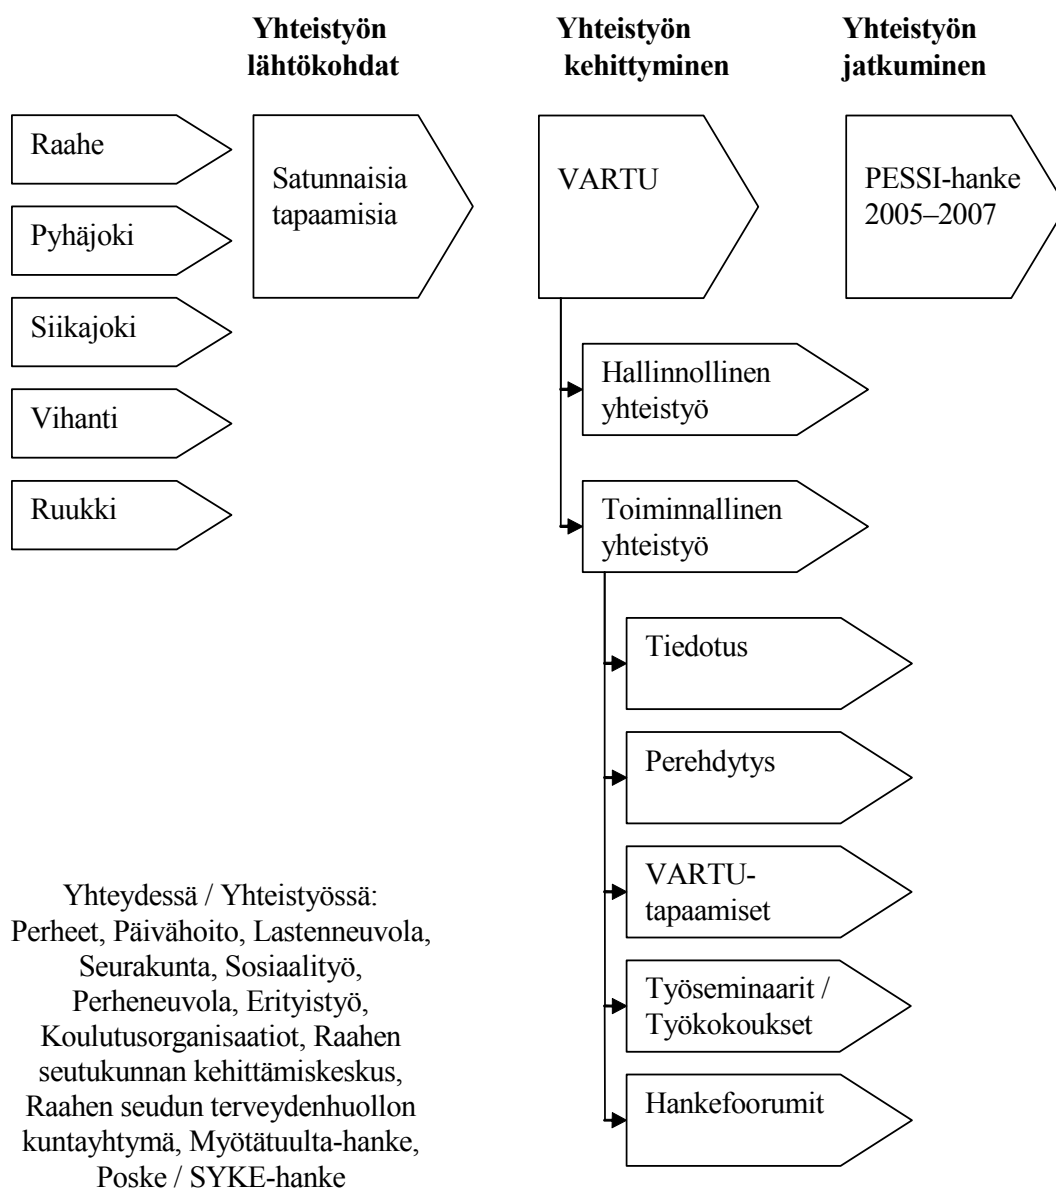 Yhteistyön
lähtökohdat
Yhteistyön
kehittyminen
Yhteistyön
jatkuminen
Raahe
Pyhäjoki
Siikajoki
Vihanti
Ruukki
Satunnaisia
tapaamisia
VARTU
PESSI-hanke
2005–2007
Hallinnollinen
yhteistyö
Toiminnallinen
yhteistyö
Tiedotus
Perehdytys
VARTU-
tapaamiset
Työseminaarit /
Työkokoukset
Hankefoorumit
Yhteydessä / Yhteistyössä:
Perheet, Päivähoito, Lastenneuvola,
Seurakunta, Sosiaalityö,
Perheneuvola, Erityistyö,
Koulutusorganisaatiot, Raahen
seutukunnan kehittämiskeskus,
Raahen seudun terveydenhuollon
kuntayhtymä, Myötätuulta-hanke,
Poske / SYKE-hanke